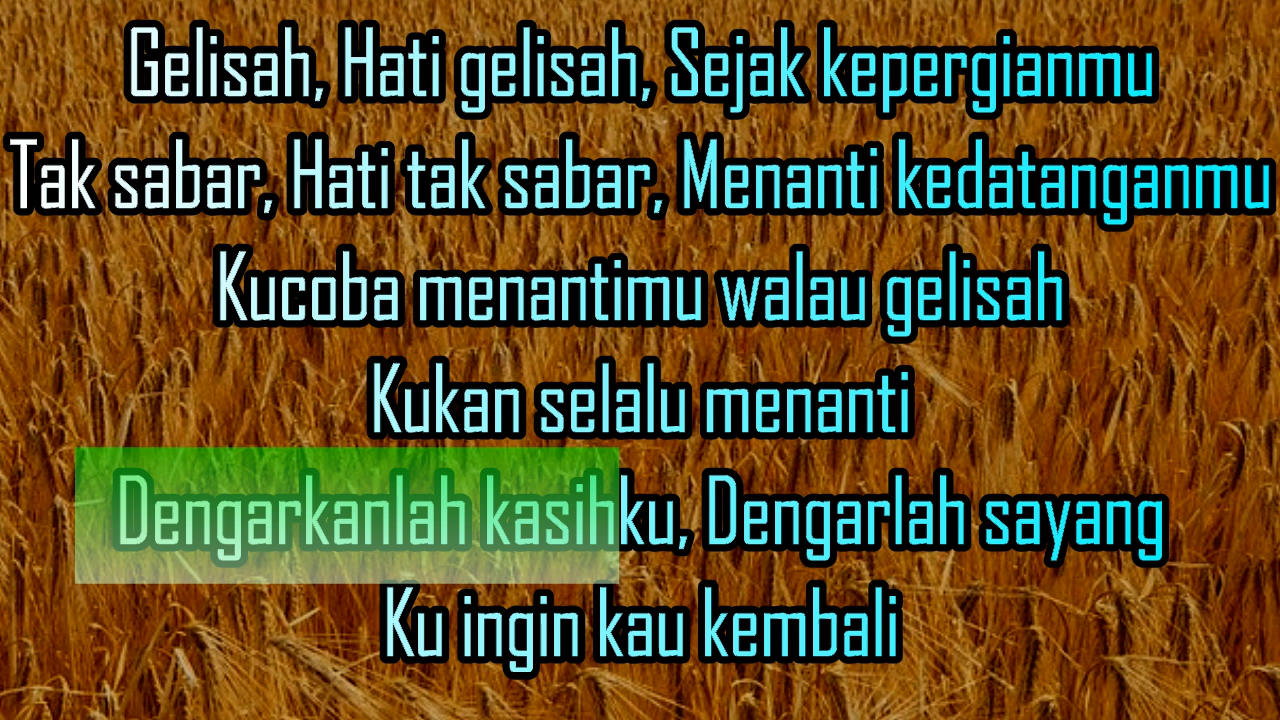 Gelisah, Hati gelisah, Sejak kepergianmu
Tak sabar, Hati tak sabar, Menanti kedatanganmu
Kucoba menantimu walau gelisah
Kukan selalu menanti
Dengarkanlah kasihku, Dengarlah sayang
Ku ingin kau kembali